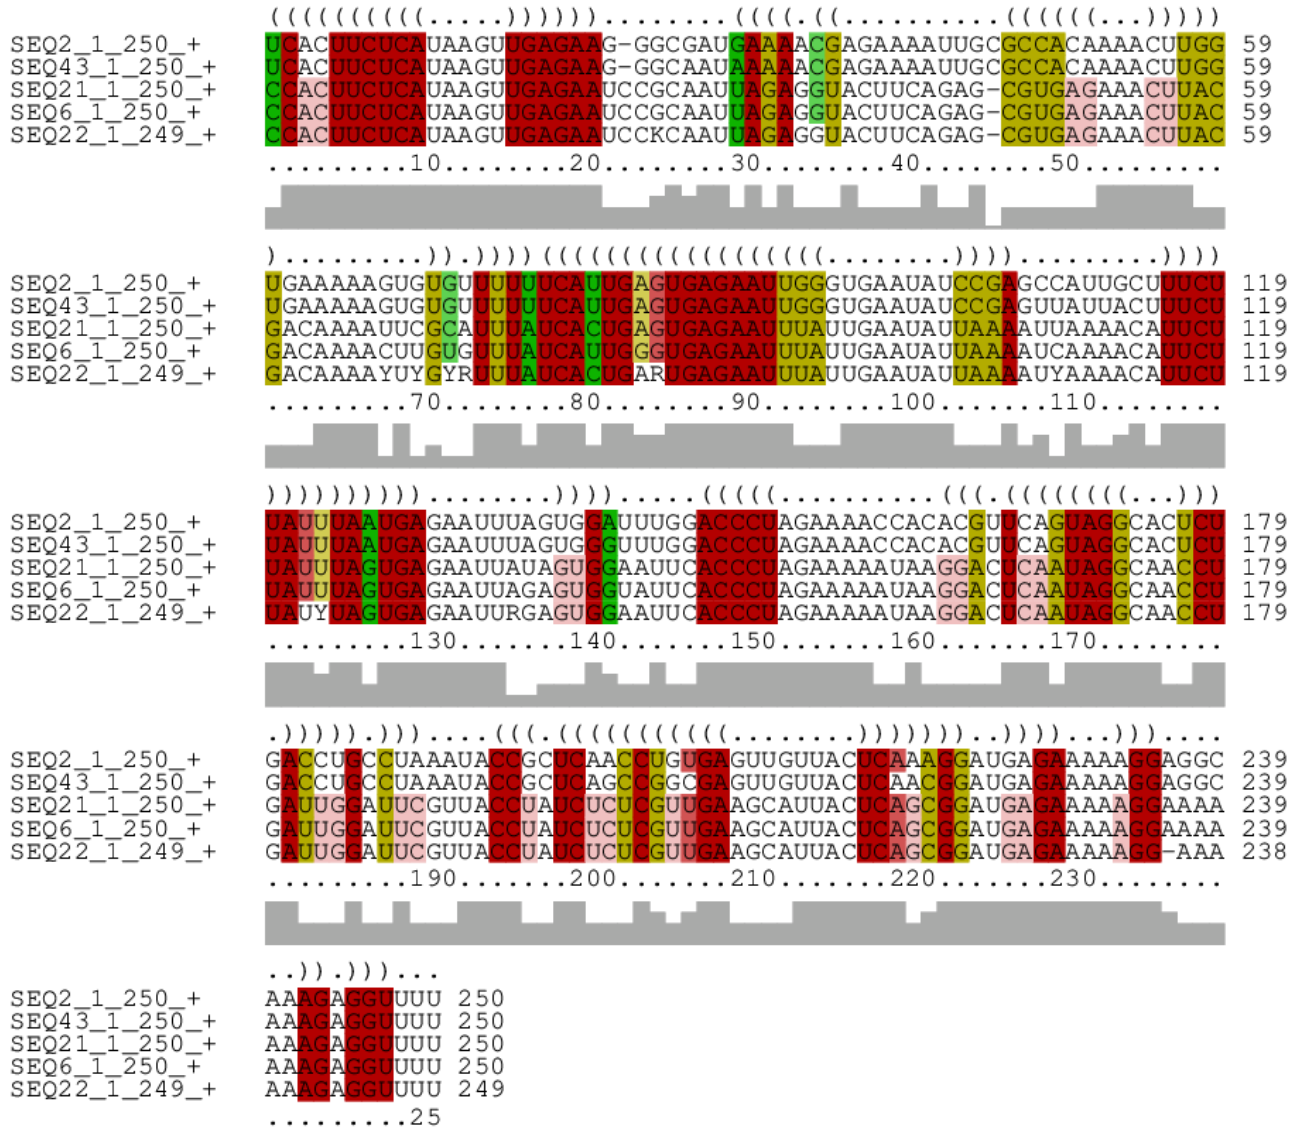 ((((((((((.....))))))........((((.((..........((((((...)))))
SEQ2_1_250_+ UCACUUCUCAUAAGUUGAGAAG-GGCGAUGAAAACGAGAAAAUUGCGCCACAAAACUUGG 59
SEQ43_1_250_+ UCACUUCUCAUAAGUUGAGAAG-GGCAAUAAAAACGAGAAAAUUGCGCCACAAAACUUGG 59
SEQ21_1_250_+ CCACUUCUCAUAAGUUGAGAAUCCGCAAUUAGAGGUACUUCAGAG-CGUGAGAAACUUAC 59
SEQ6_1_250_+ CCACUUCUCAUAAGUUGAGAAUCCGCAAUUAGAGGUACUUCAGAG-CGUGAGAAACUUAC 59
SEQ22_1_249_+ CCACUUCUCAUAAGUUGAGAAUCCKCAAUUAGAGGUACUUCAGAG-CGUGAGAAACUUAC 59
.........10........20........30........40........50.........
).........)).))))((((((((((((((((((........)))).........))))
SEQ2_1_250_+ UGAAAAAGUGUGUUUUUUCAUUGAGUGAGAAUUGGGUGAAUAUCCGAGCCAUUGCUUUCU 119
SEQ43_1_250_+ UGAAAAAGUGUGUUUUUUCAUUGAGUGAGAAUUGGGUGAAUAUCCGAGUUAUUACUUUCU 119
SEQ21_1_250_+ GACAAAAUUCGCAUUUAUCACUGAGUGAGAAUUUAUUGAAUAUUAAAAUUAAAACAUUCU 119
SEQ6_1_250_+ GACAAAACUUGUGUUUAUCAUUGGGUGAGAAUUUAUUGAAUAUUAAAAUCAAAACAUUCU 119
SEQ22_1_249_+ GACAAAAYUYGYRUUUAUCACUGARUGAGAAUUUAUUGAAUAUUAAAAUYAAAACAUUCU 119
.........70........80........90........100.......110........
))))))))))........)))).....(((((..........(((.((((((((...)))
SEQ2_1_250_+ UAUUUAAUGAGAAUUUAGUGGAUUUGGACCCUAGAAAACCACACGUUCAGUAGGCACUCU 179
SEQ43_1_250_+ UAUUUAAUGAGAAUUUAGUGGGUUUGGACCCUAGAAAACCACACGUUCAGUAGGCACUCU 179
SEQ21_1_250_+ UAUUUAGUGAGAAUUAUAGUGGAAUUCACCCUAGAAAAAUAAGGACUCAAUAGGCAACCU 179
SEQ6_1_250_+ UAUUUAGUGAGAAUUAGAGUGGUAUUCACCCUAGAAAAAUAAGGACUCAAUAGGCAACCU 179
SEQ22_1_249_+ UAUYUAGUGAGAAUURGAGUGGAAUUCACCCUAGAAAAAUAAGGACUCAAUAGGCAACCU 179
.........130.......140.......150.......160.......170........
.))))).))).....(((.(((((((((((........)))))))..))))...)))....
SEQ2_1_250_+ GACCUGCCUAAAUACCGCUCAACCUGUGAGUUGUUACUCAAAGGAUGAGAAAAAGGAGGC 239
SEQ43_1_250_+ GACCUGCCUAAAUACCGCUCAGCCUGCGAGUUGUUACUCAAAGGAUGAGAAAAAGGAGGC 239
SEQ21_1_250_+ GAUUGGAUUCGUUACCUAUCUCUCGUUGAAGCAUUACUCAGCGGAUGAGAAAAAGGAAAA 239
SEQ6_1_250_+ GAUUGGAUUCGUUACCUAUCUCUCGUUGAAGCAUUACUCAGCGGAUGAGAAAAAGGAAAA 239
SEQ22_1_249_+ GAUUGGAUUCGUUACCUAUCUCUCGUUGAAGCAUUACUCAGCGGAUGAGAAAAAGG-AAA 238
.........190.......200.......210.......220.......230........
..)).)))...
SEQ2_1_250_+ AAAGAGGUUUU 250
SEQ43_1_250_+ AAAGAGGUUUU 250
SEQ21_1_250_+ AAAGAGGUUUU 250
SEQ6_1_250_+ AAAGAGGUUUU 250
SEQ22_1_249_+ AAAGAGGUUUU 249
.........25